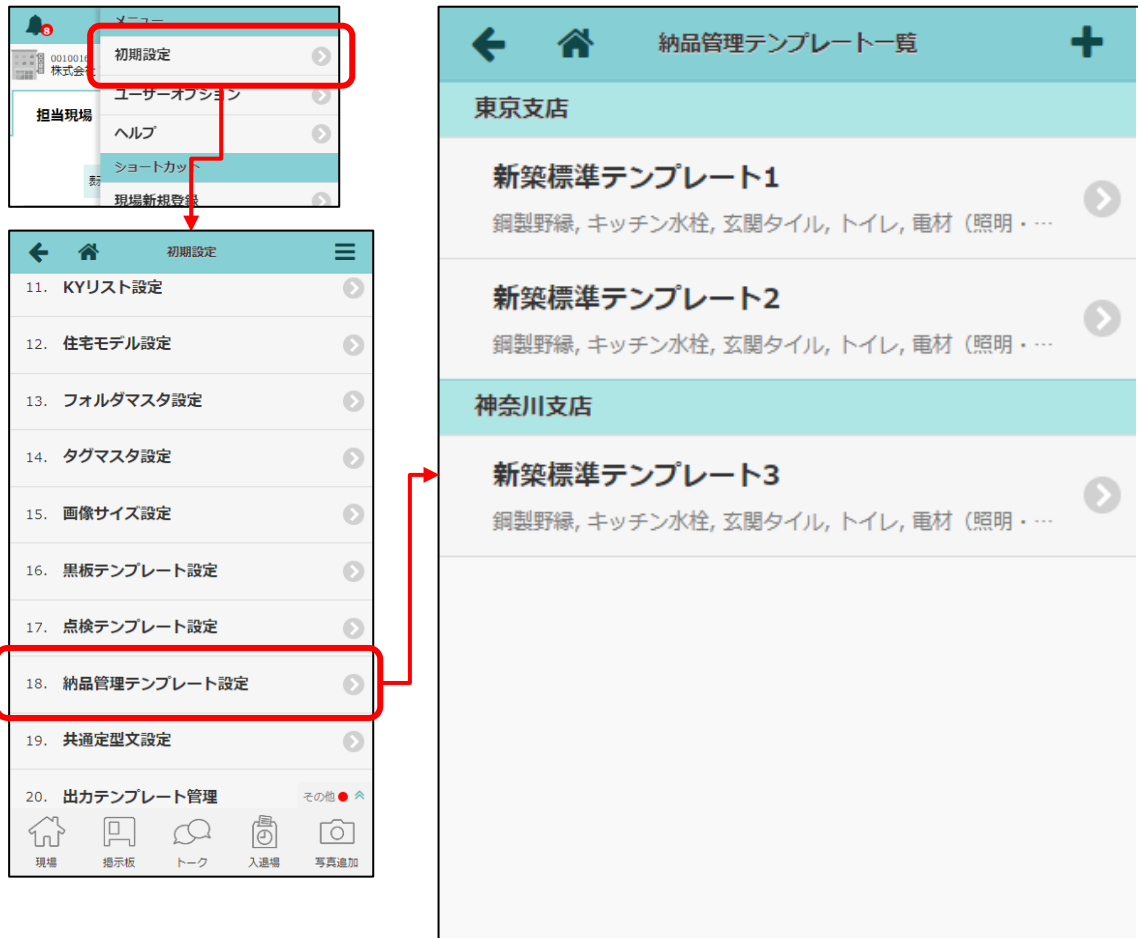 メニュー
8
初期設定
0010016
株式会社
担当現場
ユーザーオプション
ヘルプ
ショートカット
現場新規登録
初期設定
11. KYリスト設定
12. 住宅モデル設定
13. フォルダマスタ設定
14. タグマスタ設定
15. 画像サイズ設定
16. 黒板テンプレート設定
17. 点検テンプレート設定
18. 納品管理テンプレート設定
19. 共通定型文設定
20. 出力テンプレート管理
その他
現場 掲示板 トーク 入退場 写真追加
納品管理テンプレート一覧
東京支店
新築標準テンプレート1
鋼製野縁, キッチン水栓, 玄関タイル, トイレ, 電材（照明・…
新築標準テンプレート2
鋼製野縁, キッチン水栓, 玄関タイル, トイレ, 電材（照明・…
神奈川支店
新築標準テンプレート3
鋼製野縁, キッチン水栓, 玄関タイル, トイレ, 電材（照明・…